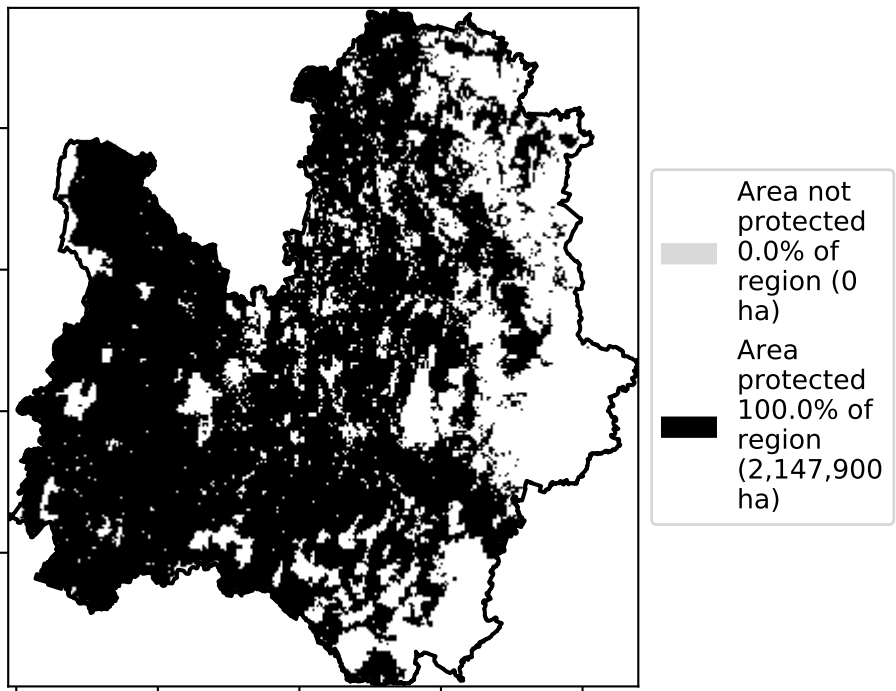 Area not
protected
0.0% of
region (0
ha)
Area
protected
100.0% of
region
(2,147,900
ha)